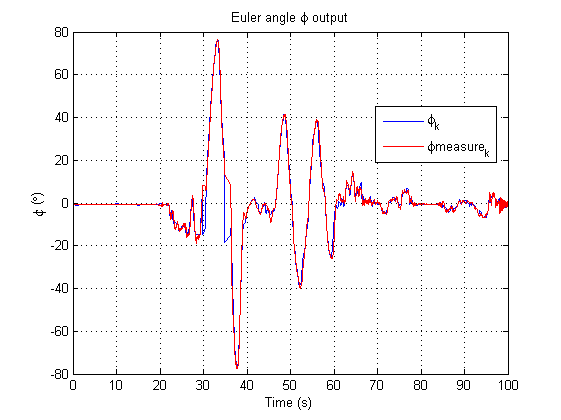 Euler angle ϕ output
80
60
40
20
0
-20
-40
-60
-80
ϕ (°)
ϕk
ϕmeasurek
0 10 20 30 40 50 60 70 80 90 100
Time (s)